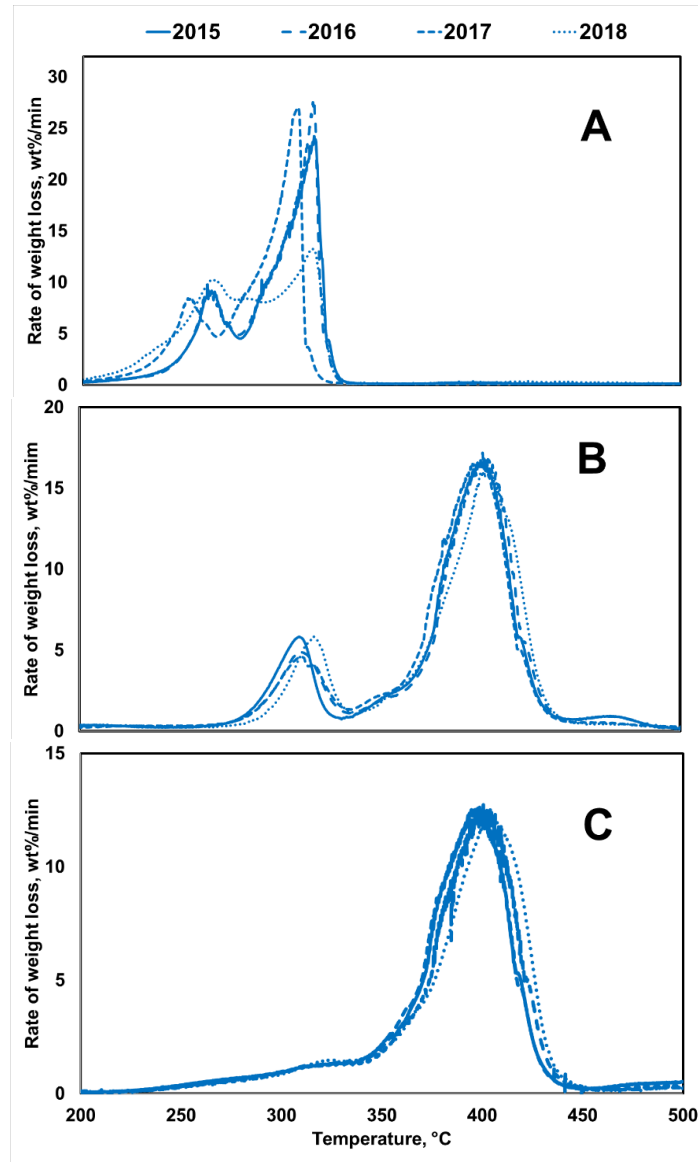 2015 2016 2017 2018
A
Rate of weight loss, wt%/min
30
25
20
15
10
5
0
B
Rate of weight loss, wt%/mim
20
15
10
5
0
C
Rate of weight loss, wt%/min
15
10
5
0
200 250 300 350 400 450 500
Temperature, °C